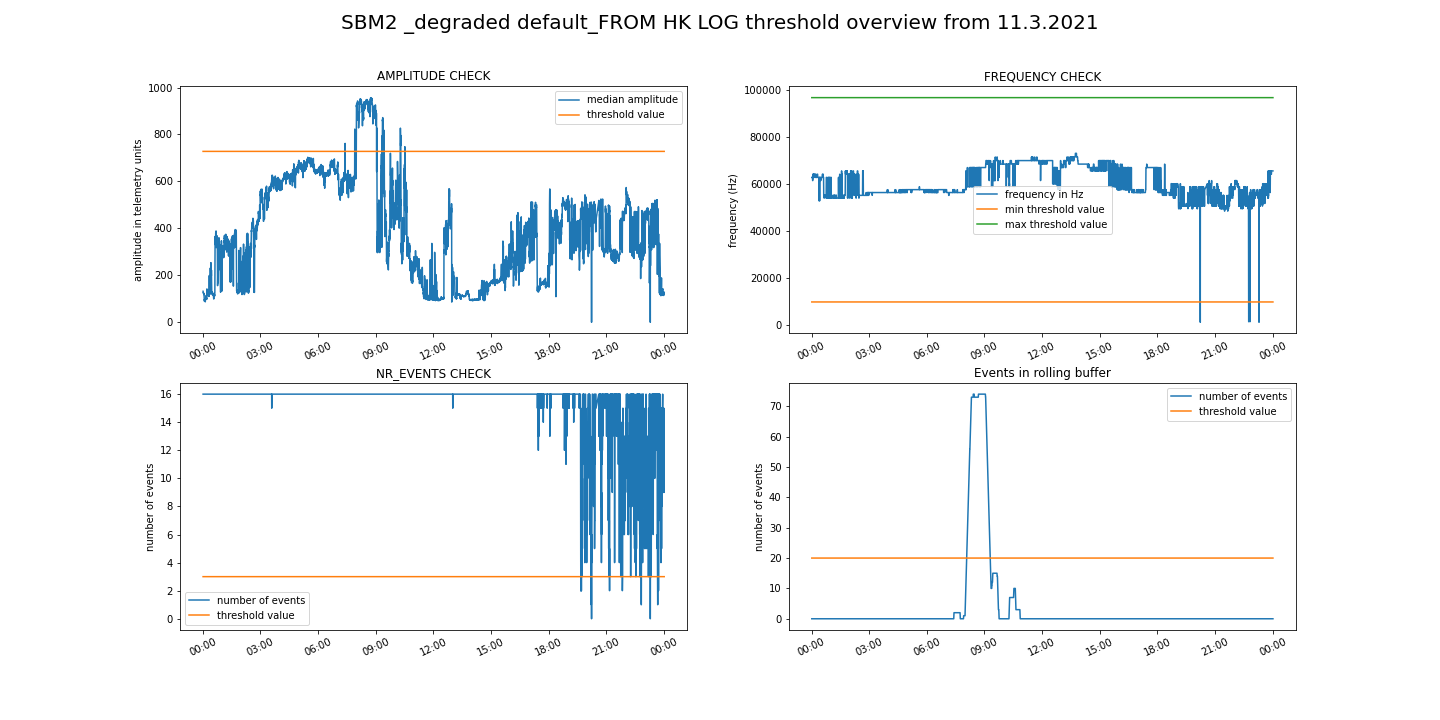 SBM2 _degraded default_FROM HK LOG threshold overview from 11.3.2021
AMPLITUDE CHECK
amplitude in telemetry units
1000
800
600
400
200
0
median amplitude
threshold value
00:00 03:00 06:00 09:00 12:00 15:00 18:00 21:00 00:00
FREQUENCY CHECK
frequency (Hz)
100000
80000
60000
40000
20000
0
frequency in Hz
min threshold value
max threshold value
00:00 03:00 06:00 09:00 12:00 15:00 18:00 21:00 00:00
NR_EVENTS CHECK
number of events
16
14
12
10
8
6
4
2
0
number of events
threshold value
00:00 03:00 06:00 09:00 12:00 15:00 18:00 21:00 00:00
Events in rolling buffer
number of events
70
60
50
40
30
20
10
0
number of events
threshold value
00:00 03:00 06:00 09:00 12:00 15:00 18:00 21:00 00:00